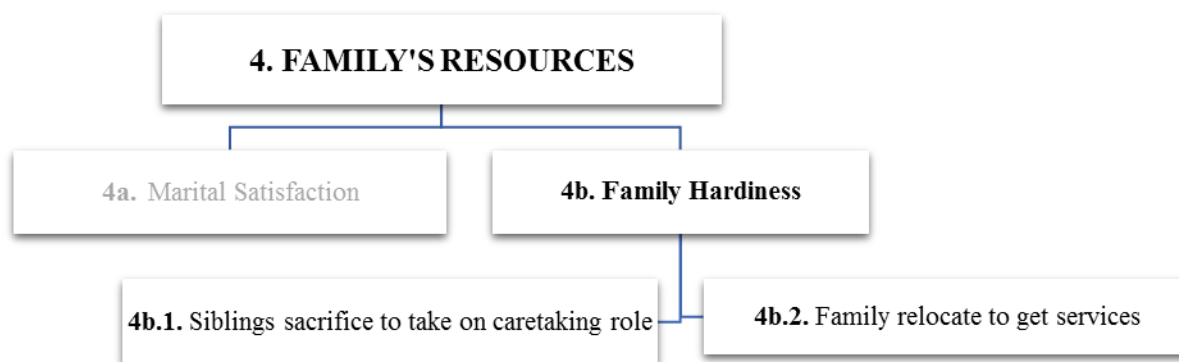 4. FAMILY'S RESOURCES
4a. Marital Satisfaction
4b. Family Hardiness
4b.1. Siblings sacrifice to take on caretaking role
4b.2. Family relocate to get services